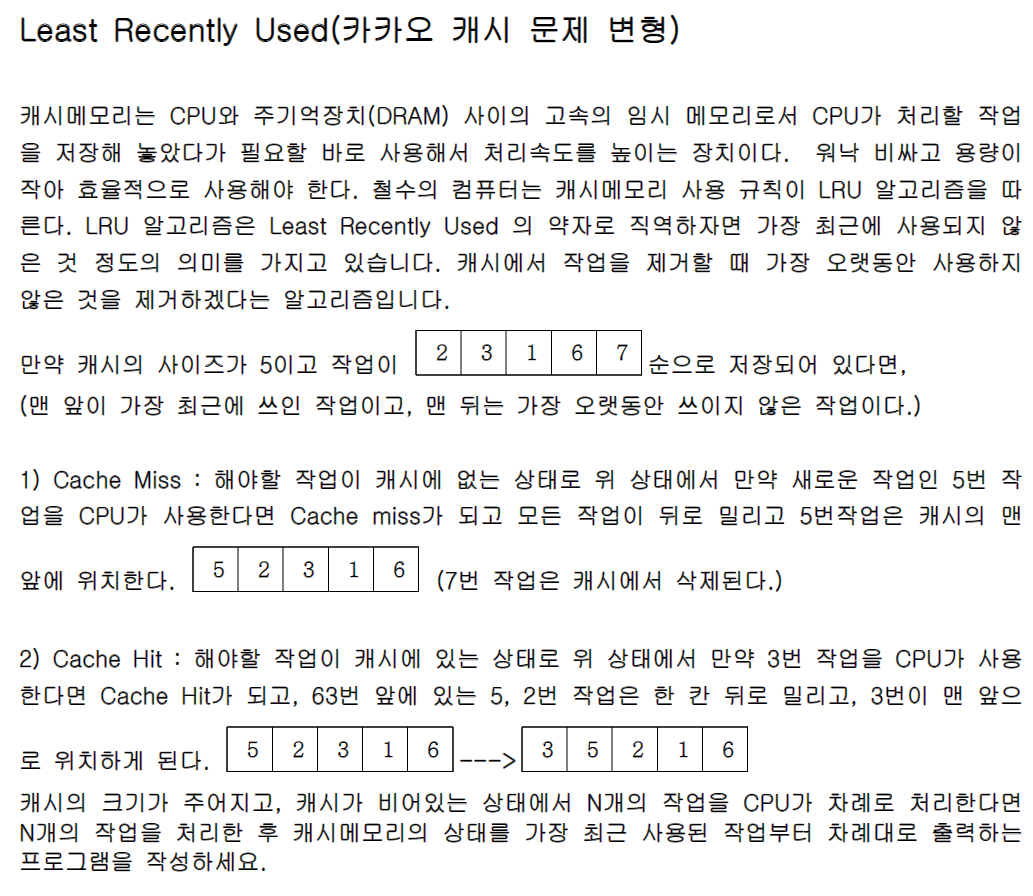 Least Recently Used(카카오 캐시 문제 변형)
캐시메모리는 CPU와 주기억장치(DRAM) 사이의 고속의 임시 메모리로서 CPU가 처리할 작업
을 저장해 놓았다가 필요할 바로 사용해서 처리속도를 높이는 장치이다. 워낙 비싸고 용량이
작아 효율적으로 사용해야 한다. 철수의 컴퓨터는 캐시메모리 사용 규칙이 LRU 알고리즘을 따
른다. LRU 알고리즘은 Least Recently Used 의 약자로 직역하자면 가장 최근에 사용되지 않
은 것 정도의 의미를 가지고 있습니다. 캐시에서 작업을 제거할 때 가장 오랫동안 사용하지
않은 것을 제거하겠다는 알고리즘입니다.
만약 캐시의 사이즈가 5이고 작업이 2 3 1 6 7 순으로 저장되어 있다면,
(맨 앞이 가장 최근에 쓰인 작업이고, 맨 뒤는 가장 오랫동안 쓰이지 않은 작업이다.)
1) Cache Miss : 해야할 작업이 캐시에 없는 상태로 위 상태에서 만약 새로운 작업인 5번 작
업을 CPU가 사용한다면 Cache miss가 되고 모든 작업이 뒤로 밀리고 5번작업은 캐시의 맨
앞에 위치한다. 5 2 3 1 6 (7번 작업은 캐시에서 삭제된다.)
2) Cache Hit : 해야할 작업이 캐시에 있는 상태로 위 상태에서 만약 3번 작업을 CPU가 사용
한다면 Cache Hit가 되고, 63번 앞에 있는 5, 2번 작업은 한 칸 뒤로 밀리고, 3번이 맨 앞으
로 위치하게 된다. 5 2 3 1 6 ---> 3 5 2 1 6
캐시의 크기가 주어지고, 캐시가 비어있는 상태에서 N개의 작업을 CPU가 차례로 처리한다면
N개의 작업을 처리한 후 캐시메모리의 상태를 가장 최근 사용된 작업부터 차례대로 출력하는
프로그램을 작성하세요.